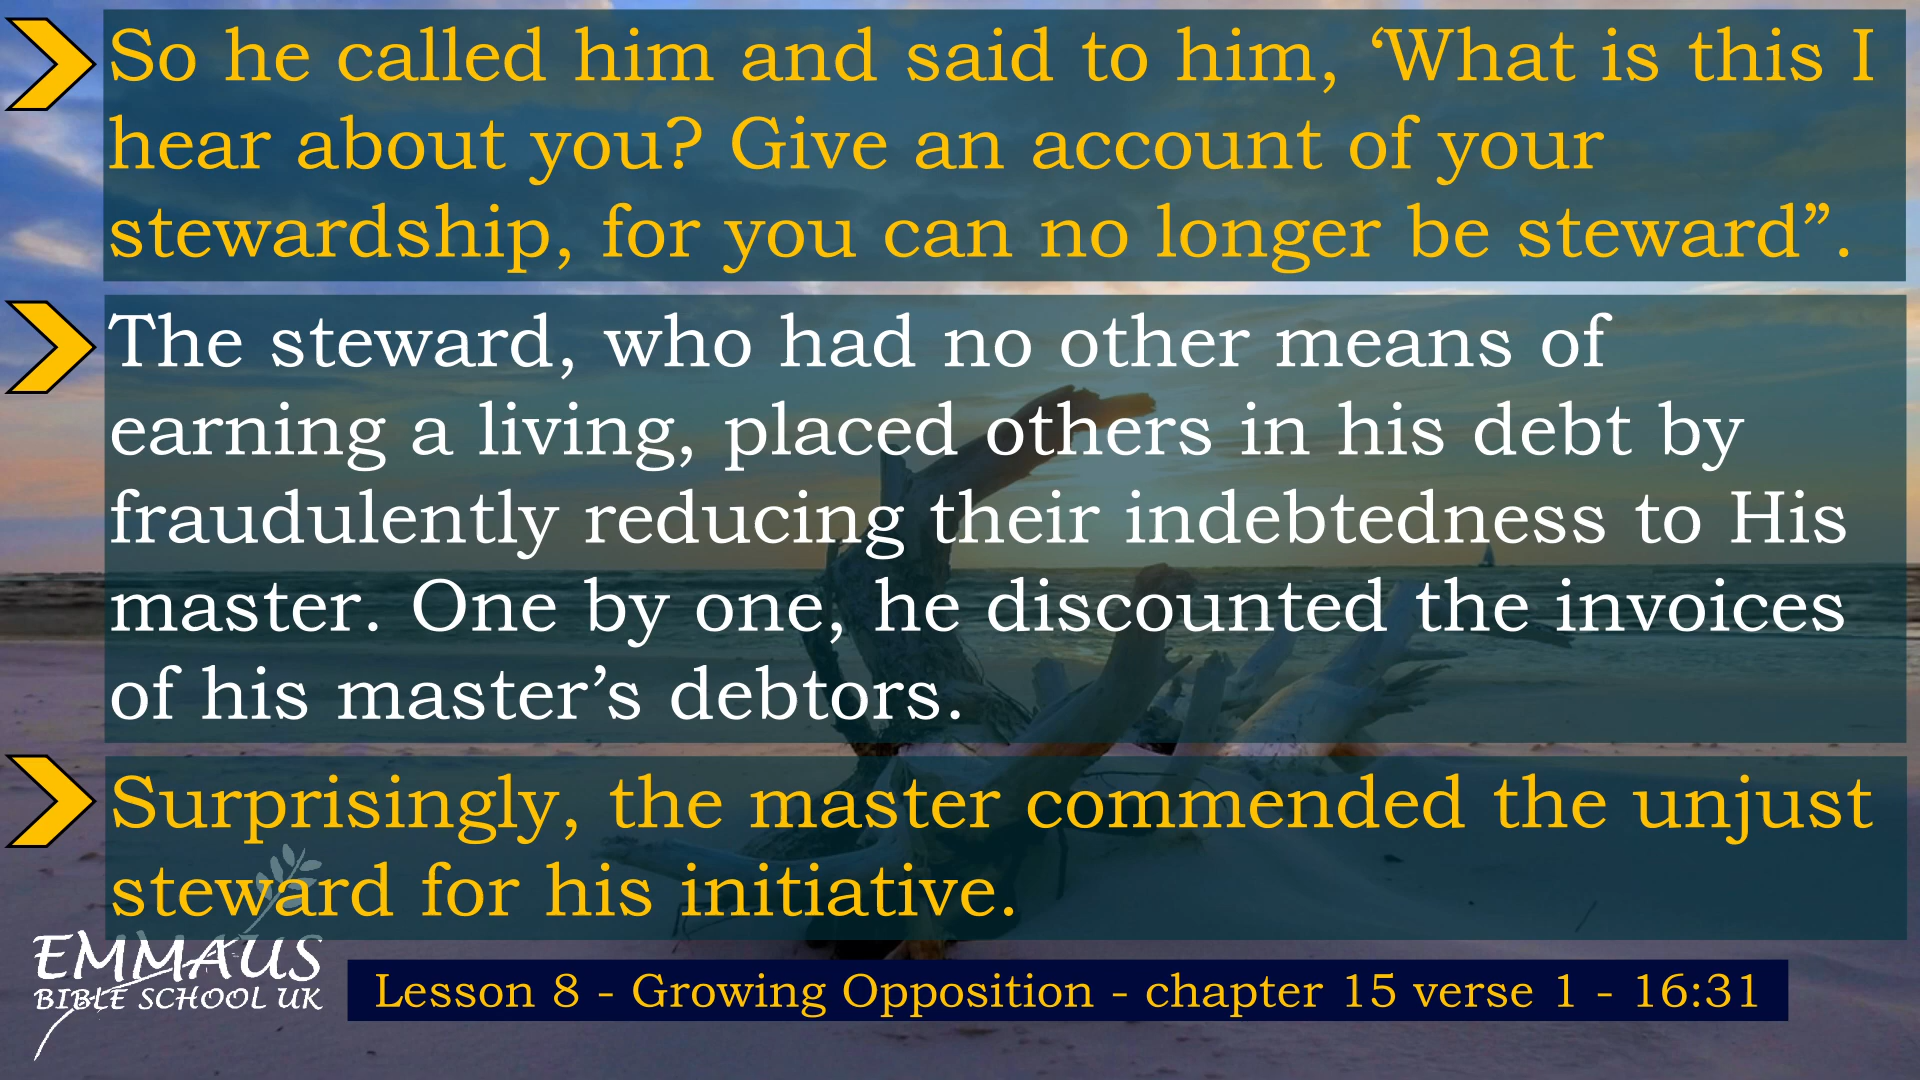 So he called him and said to him, ‘What is this I
hear about you? Give an account of your
stewardship, for you can no longer be steward”.
The steward, who had no other means of
earning a living, placed others in his debt by
fraudulently reducing their indebtedness to His
master. One by one, he discounted the invoices
of his master’s debtors.
Surprisingly, the master commended the unjust
steward for his initiative.
EMMAUS
BIBLE SCHOOL UK
Lesson 8 - Growing Opposition - chapter 15 verse 1 - 16:31